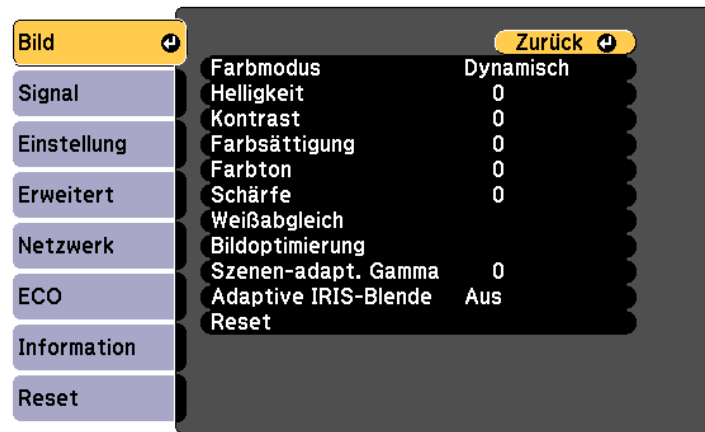 Bild
Signal
Einstellung
Erweitert
Netzwerk
ECO
Information
Reset
Zurück
Farbmodus Dynamisch
Helligkeit 0
Kontrast 0
Farbsättigung 0
Farbton 0
Schärfe 0
Weißabgleich
Bildoptimierung
Szenen-adapt. Gamma 0
Adaptive IRIS-Blende Aus
Reset